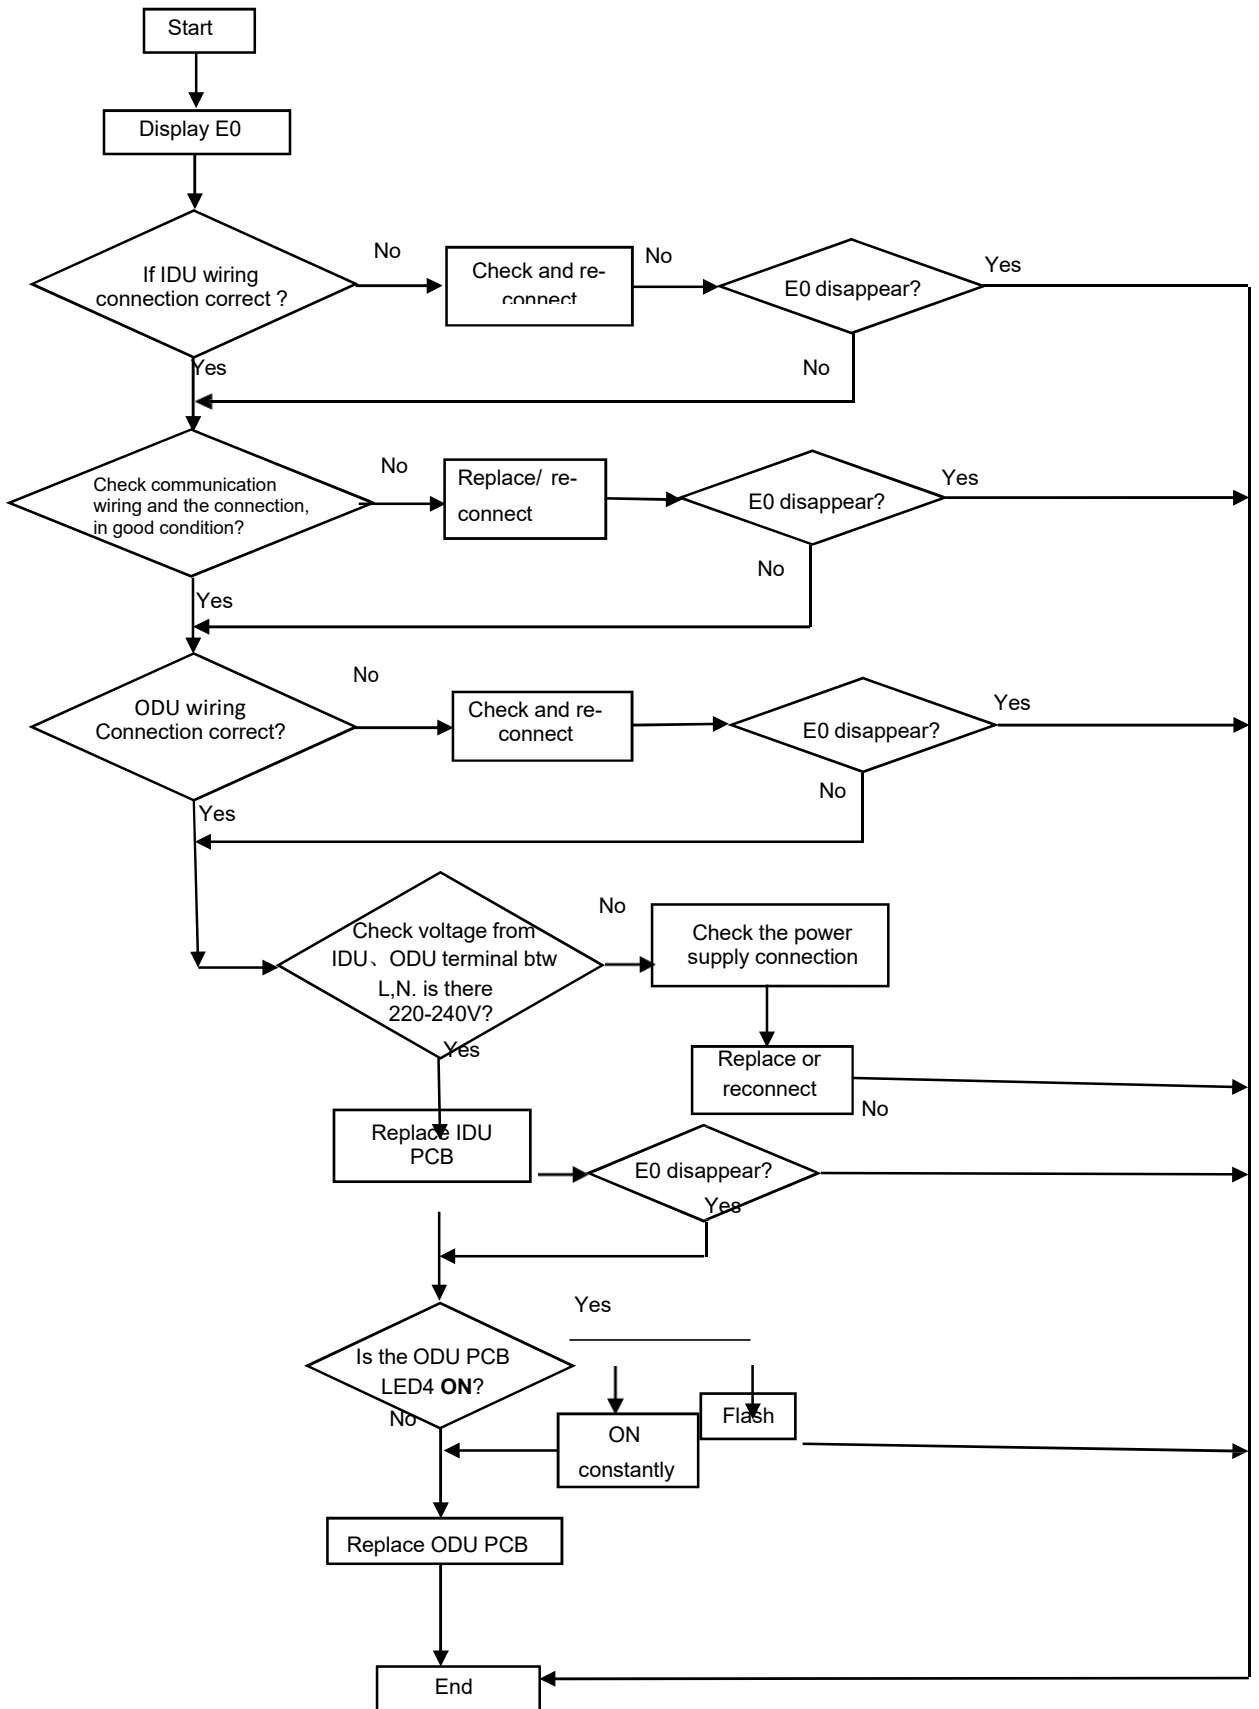 Start
Display E0
If IDU wiring
connection correct ?
No
Check and re-
connect
No
E0 disappear?
Yes
Yes
No
Check communication
wiring and the connection,
in good condition?
No
Replace/ re-
connect
E0 disappear?
Yes
No
Yes
ODU wiring
Connection correct?
No
Check and re-
connect
E0 disappear?
Yes
No
Yes
Check voltage from
IDU、ODU terminal btw
L,N. is there
220-240V?
No
Check the power
supply connection
Yes
Replace or
reconnect
No
Replace IDU
PCB
E0 disappear?
Yes
Is the ODU PCB
LED4 ON?
Yes
No
ON
constantly
Flash
Replace ODU PCB
End